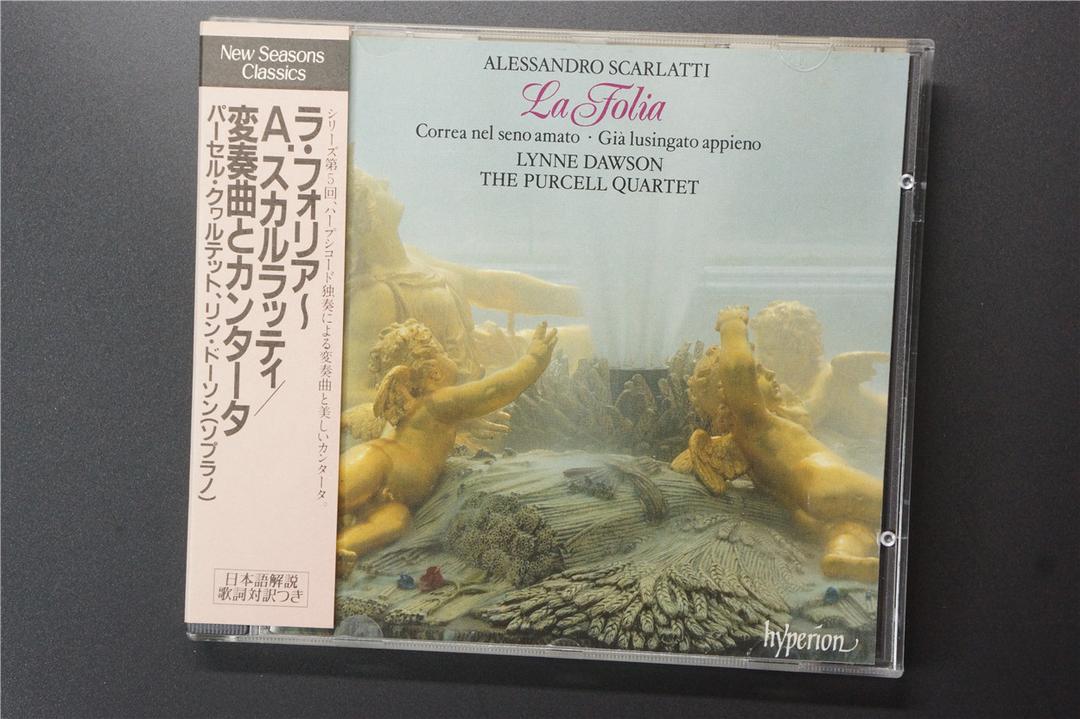 New Seasons
Classics
シリーズ第5回、ハープシコード独奏による変奏曲と美しいカンタータ。
ラ・フォリア〜
A.スカルラッティ/
変奏曲とカンタータ
パーセル・クヮルテット、リン・ドーソン(ソプラノ)
日本語解説
歌詞対訳つき
ALESSANDRO SCARLATTI
La Folia
Correa nel seno amato · Già lusingato appieno
LYNNE DAWSON
THE PURCELL QUARTET
hyperion